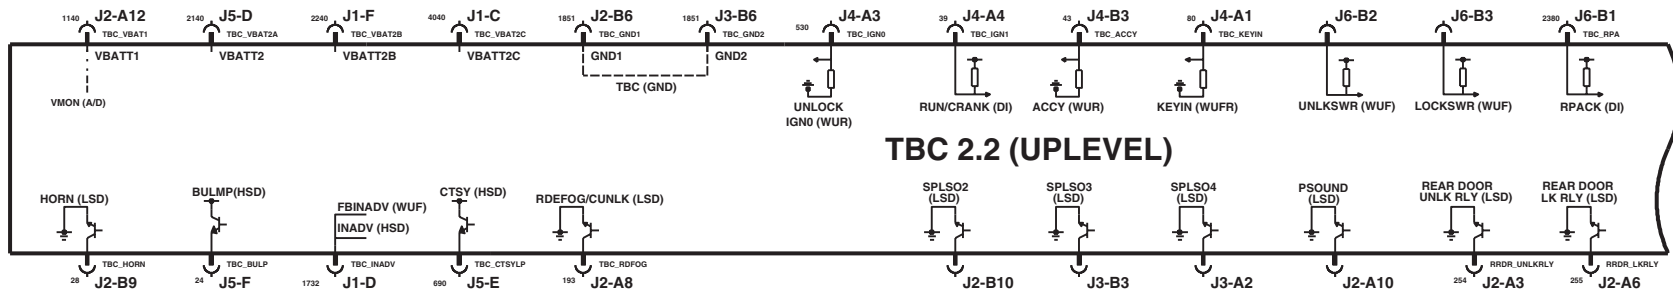 1140 J2-A12 2140 J5-D 2240 J1-F 4040 J1-C 1851 J2-B6 1851 J3-B6 530 J4-A3 39 J4-A4 43 J4-B3 80 J4-A1 J6-B2 J6-B3 2380 J6-B1
TBC_VBAT1 TBC_VBAT2A TBC_VBAT2B TBC_VBAT2C TBC_GND1 TBC_GND2 TBC_IGN0 TBC_IGN1 TBC_ACCY TBC_KEYIN TBC_RPA
VBATT1 VBATT2 VBATT2B VBATT2C GND1 GND2
TBC (GND)
VMON (A/D)
UNLOCK RUN/CRANK (DI) ACCY (WUR) KEYIN (WUFR) UNLKSWR (WUF) LOCKSWR (WUF) RPACK (DI)
IGN0 (WUR)
TBC 2.2 (UPLEVEL)
HORN (LSD) BULMP(HSD) CTSY (HSD) RDEFOG/CUNLK (LSD) SPLSO2 SPLSO3 SPLSO4 PSOUND REAR DOOR REAR DOOR
(LSD) (LSD) (LSD) (LSD) UNLK RLY (LSD) LK RLY (LSD)
FBINADV (WUF)
INADV (HSD)
TBC_HORN TBC_BULP TBC_INADV TBC_CTSYLP TBC_RDFOG RRDR_UNLKRLY RRDR_LKRLY
28 J2-B9 24 J5-F 1732 J1-D 690 J5-E 193 J2-A8 J2-B10 J3-B3 J3-A2 J2-A10 254 J2-A3 255 J2-A6